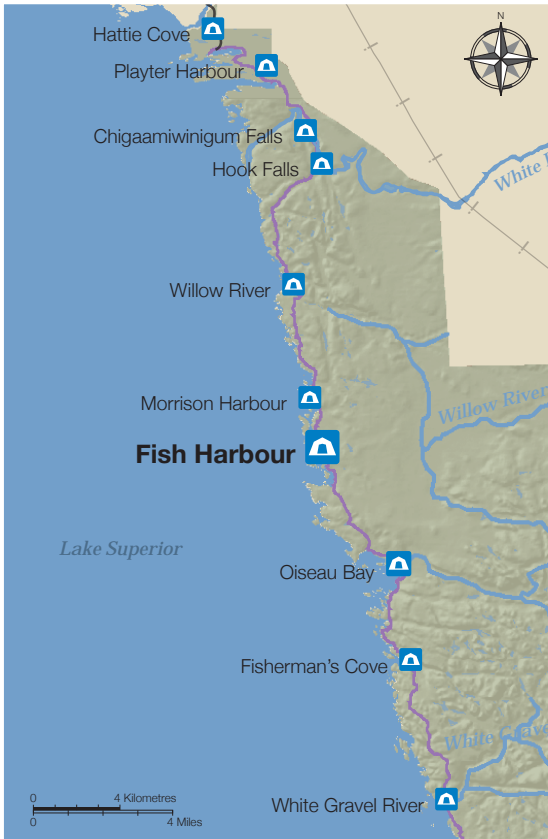 N
Hattie Cove
Playter Harbour
Chigaamiwinigum Falls
Hook Falls
White
Willow River
Morrison Harbour
Willow River
Fish Harbour
Lake Superior
Oiseau Bay
Fisherman's Cove
White Grave
White Gravel River
0 4 Kilometres
0 4 Miles